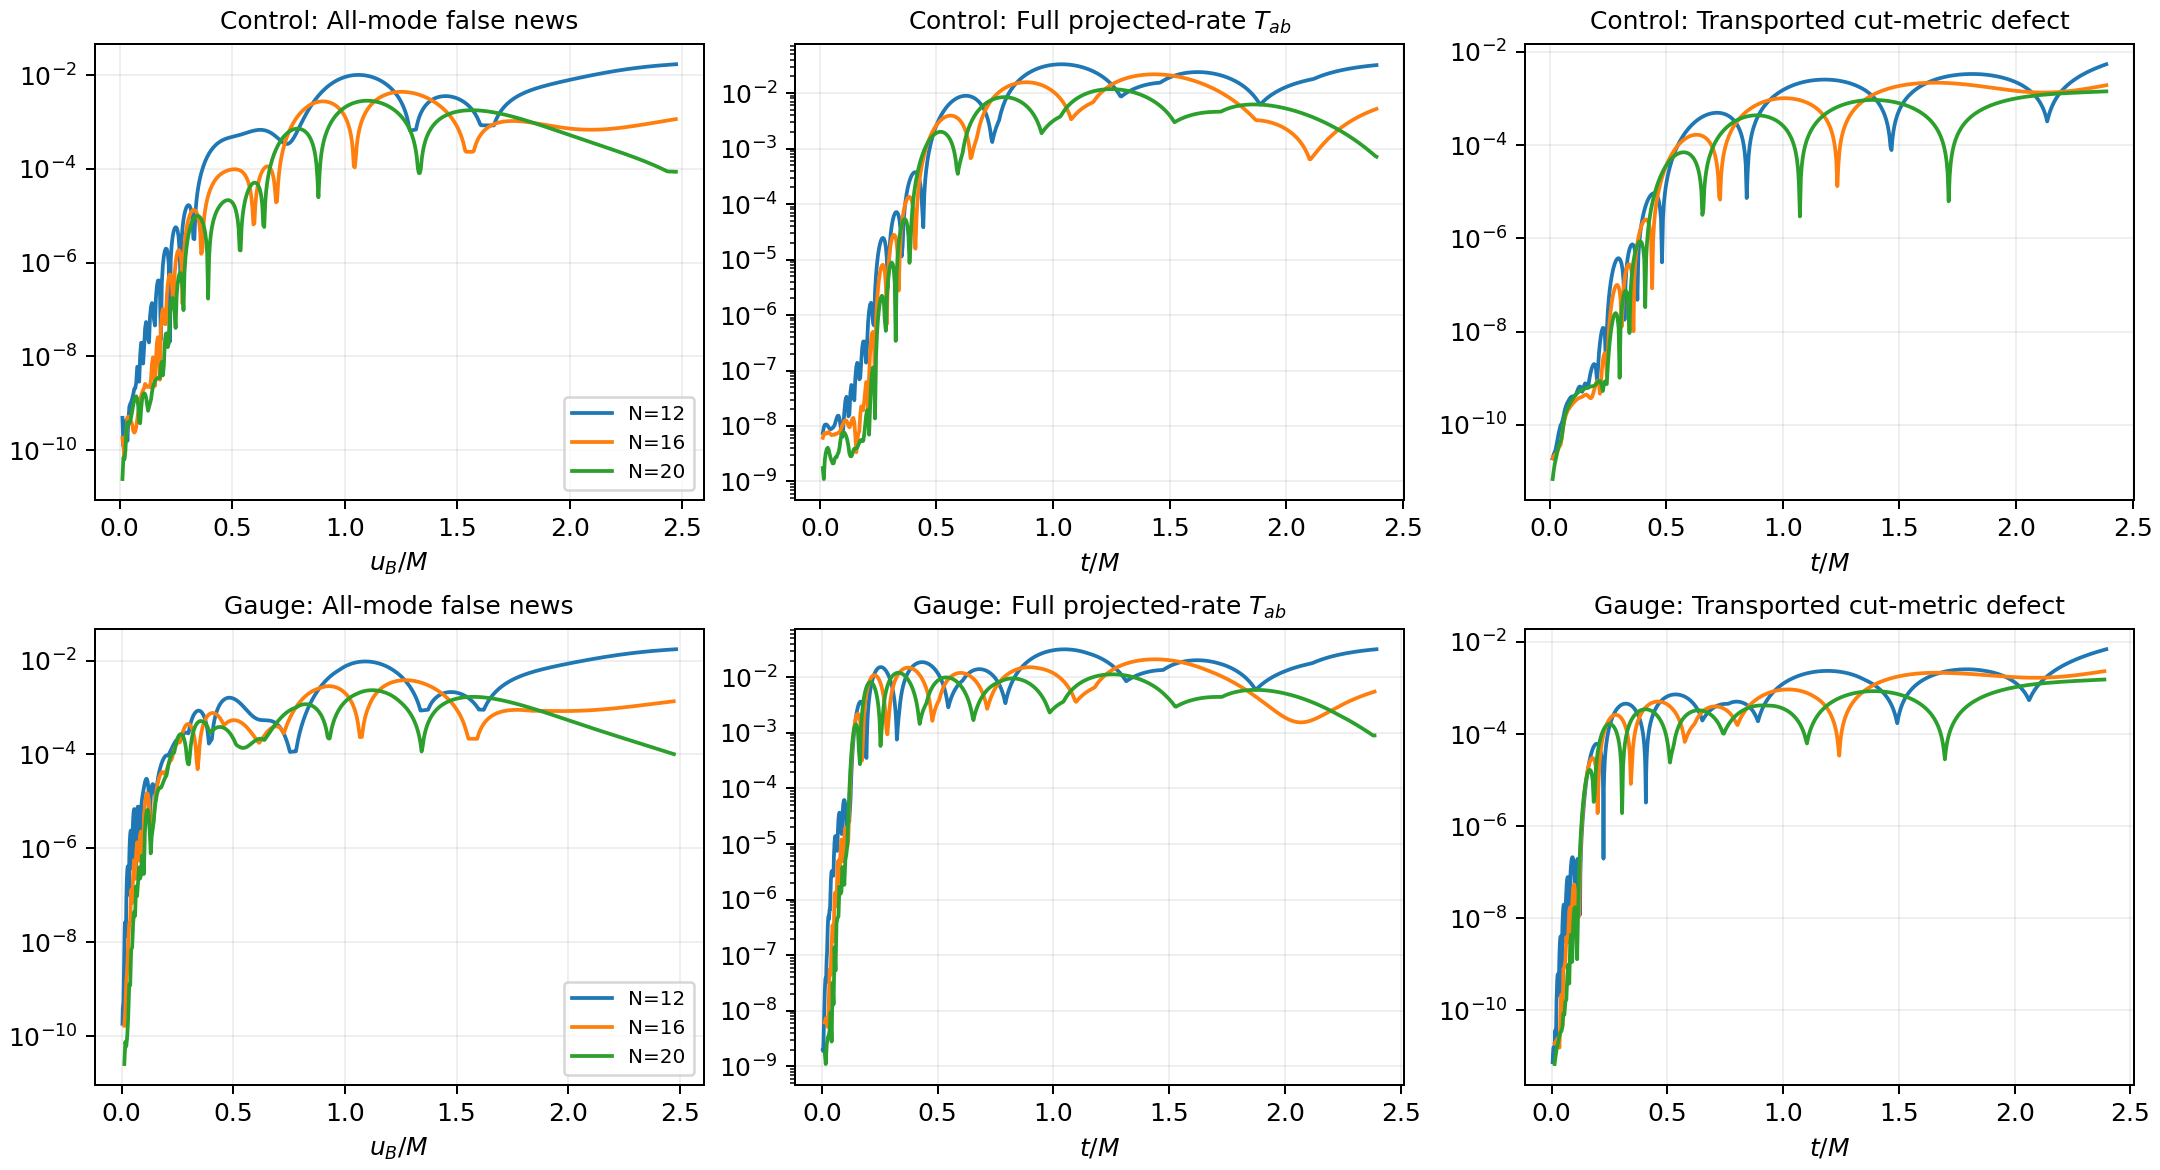 Control: All-mode false news
10⁻²
10⁻⁴
10⁻⁶
10⁻⁸
10⁻¹⁰
N=12
N=16
N=20
0.0 0.5 1.0 1.5 2.0 2.5
u_B/M
Control: Full projected-rate T_ab
10⁻²
10⁻³
10⁻⁴
10⁻⁵
10⁻⁶
10⁻⁷
10⁻⁸
10⁻⁹
0.0 0.5 1.0 1.5 2.0 2.5
t/M
Control: Transported cut-metric defect
10⁻²
10⁻⁴
10⁻⁶
10⁻⁸
10⁻¹⁰
0.0 0.5 1.0 1.5 2.0 2.5
t/M
Gauge: All-mode false news
10⁻²
10⁻⁴
10⁻⁶
10⁻⁸
10⁻¹⁰
N=12
N=16
N=20
0.0 0.5 1.0 1.5 2.0 2.5
u_B/M
Gauge: Full projected-rate T_ab
10⁻²
10⁻³
10⁻⁴
10⁻⁵
10⁻⁶
10⁻⁷
10⁻⁸
10⁻⁹
0.0 0.5 1.0 1.5 2.0 2.5
t/M
Gauge: Transported cut-metric defect
10⁻²
10⁻⁴
10⁻⁶
10⁻⁸
10⁻¹⁰
0.0 0.5 1.0 1.5 2.0 2.5
t/M